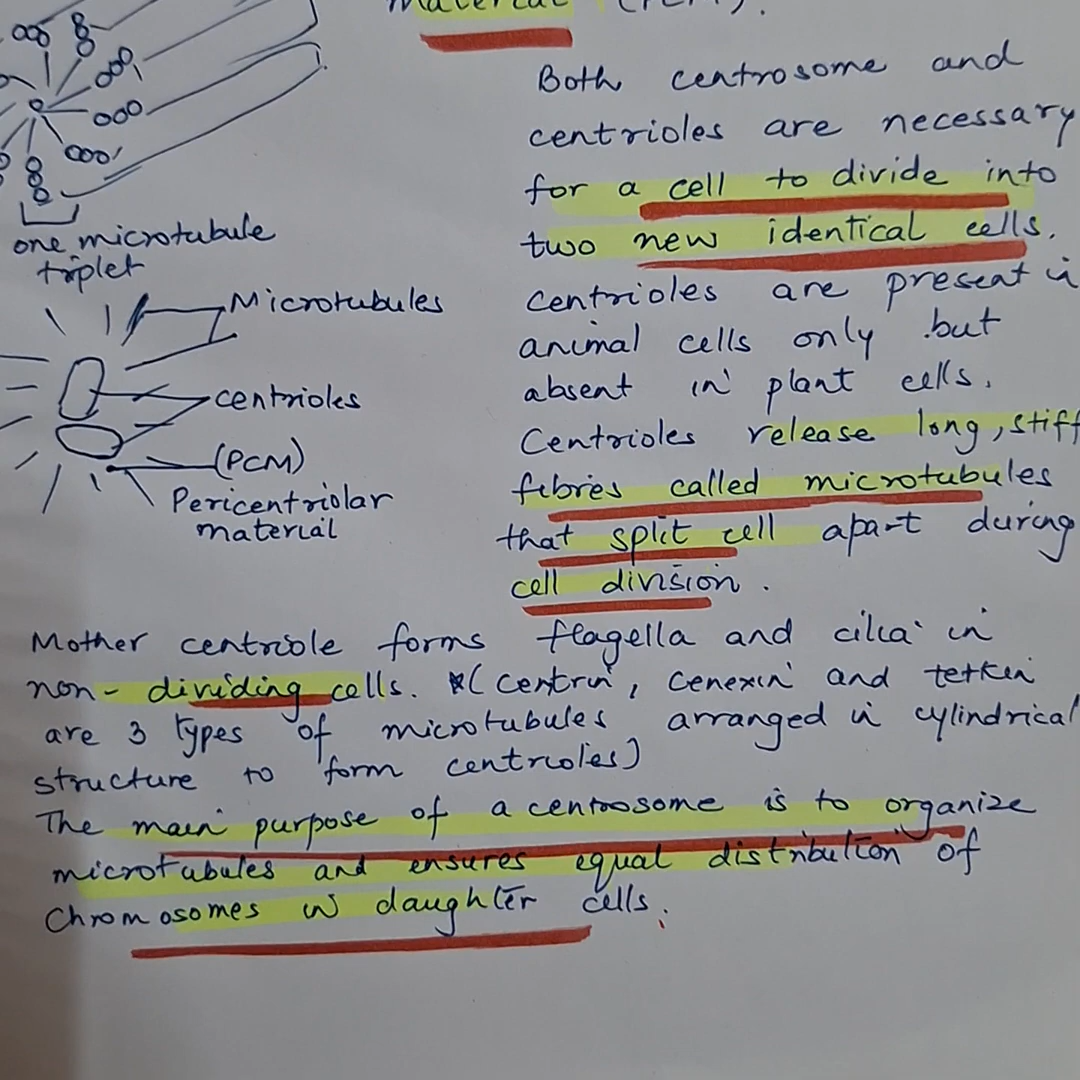 Material (PCM).
Both centrosome and
centrioles are necessary
for a cell to divide into
two new identical cells.
centrioles are present in
animal cells only but
absent in plant cells.
Centrioles release long, stiff
febres called microtubules
that split cell apart during
cell division.
one microtubule
triplet
Microtubules
centrioles
(PCM)
Pericentriolar
material
Mother centriole forms flagella and cilia in
non-dividing cells. *(centrin, cenexin and tetkin
are 3 types of microtubules arranged in cylindrical
structure to form centrioles)
The main purpose of a centrosome is to organize
microtubules and ensures equal distribution of
Chromosomes in daughter cells.